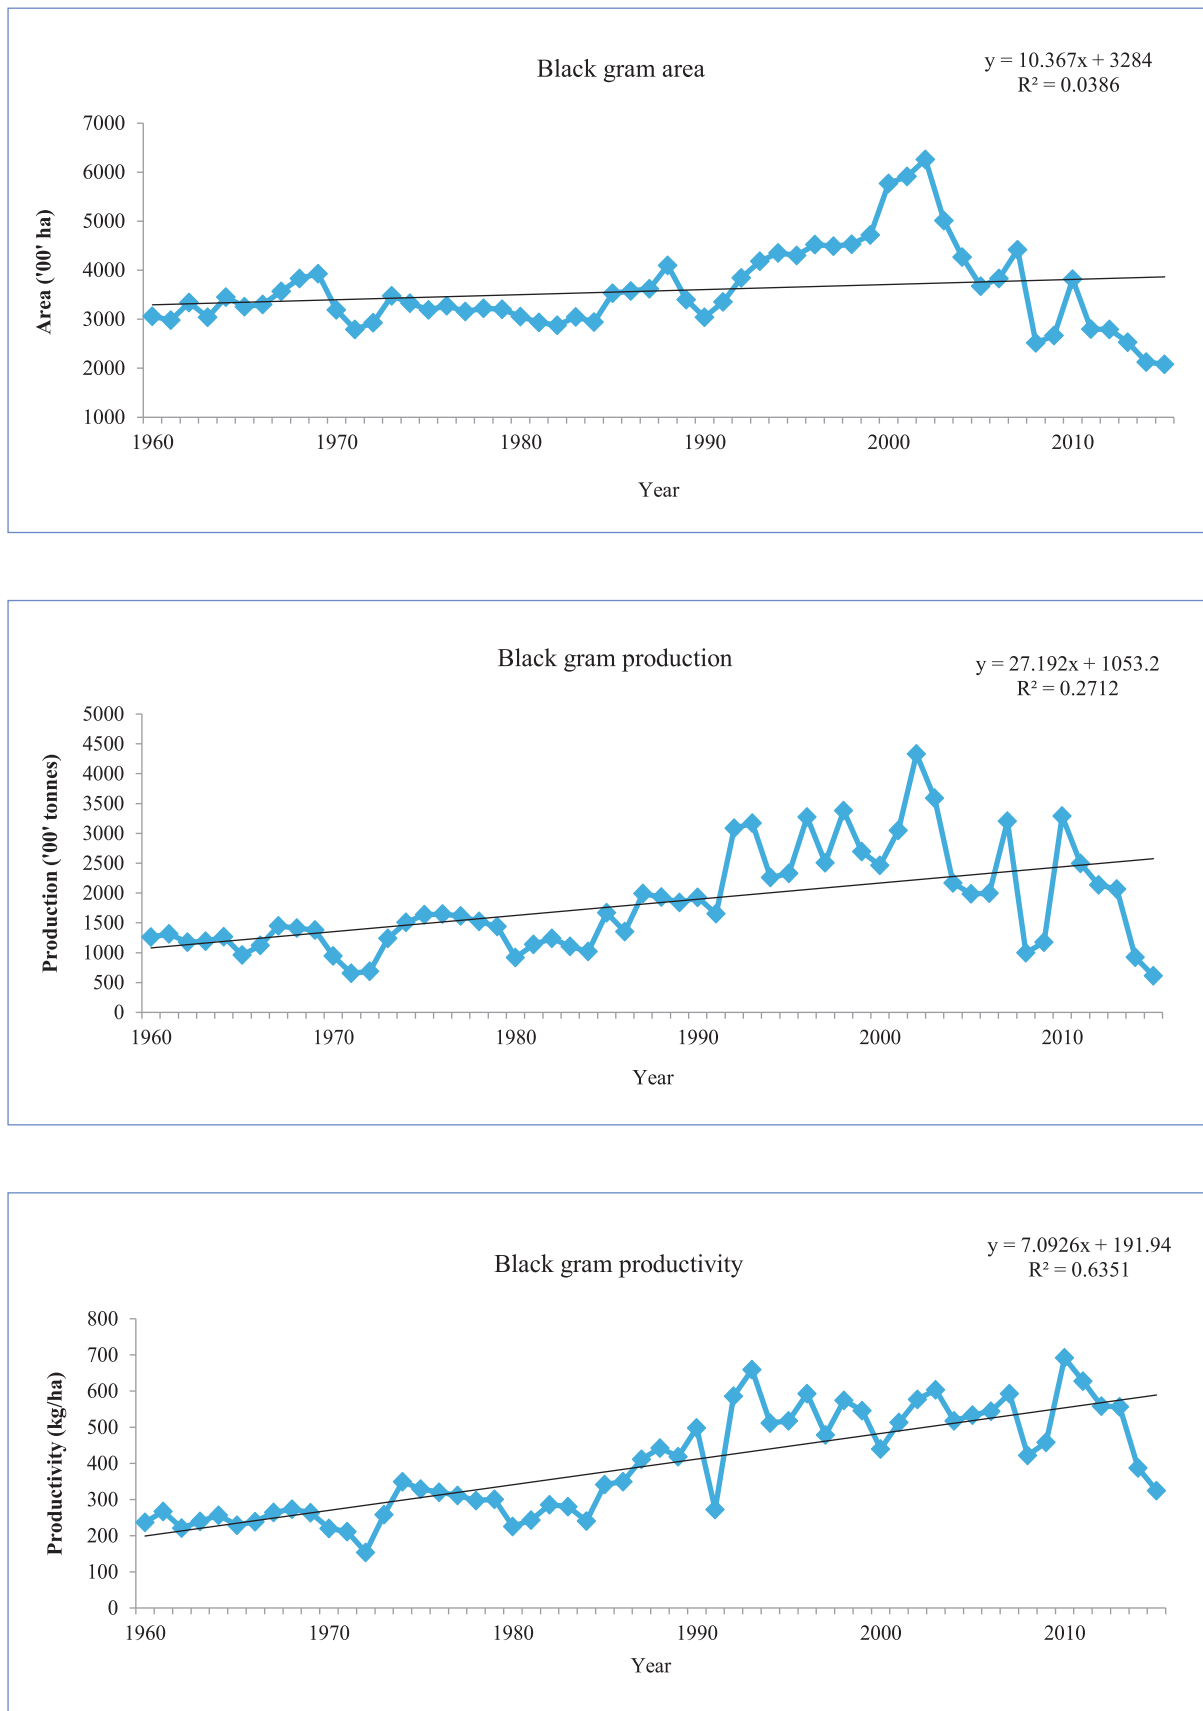 Black gram area
y = 10.367x + 3284
R² = 0.0386
7000
6000
5000
4000
3000
2000
1000
Area ('00' ha)
1960 1970 1980 1990 2000 2010
Year
Black gram production
y = 27.192x + 1053.2
R² = 0.2712
5000
4500
4000
3500
3000
2500
2000
1500
1000
500
0
Production ('00' tonnes)
1960 1970 1980 1990 2000 2010
Year
Black gram productivity
y = 7.0926x + 191.94
R² = 0.6351
800
700
600
500
400
300
200
100
0
Productivity (kg/ha)
1960 1970 1980 1990 2000 2010
Year